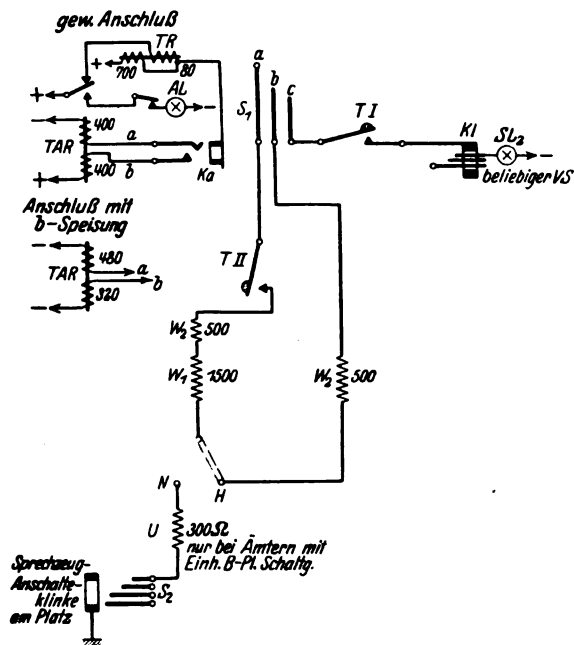 gew. Anschluß
TR
+
700
80
AL
+
−
−
400
TAR
a
b
400
+
Ka
Anschluß mit
b-Speisung
−
480
TAR
a
b
320
−
a
b
c
S₁
T I
Kl
SL₂
−
beliebiger VS
T II
W₂
500
W₁
1500
W₂
500
N
H
U
300Ω
nur bei Ämtern mit
Einh. B-Pl. Schaltg.
Sprechzeug-
Anschalte-
klinke
am Platz
S₂